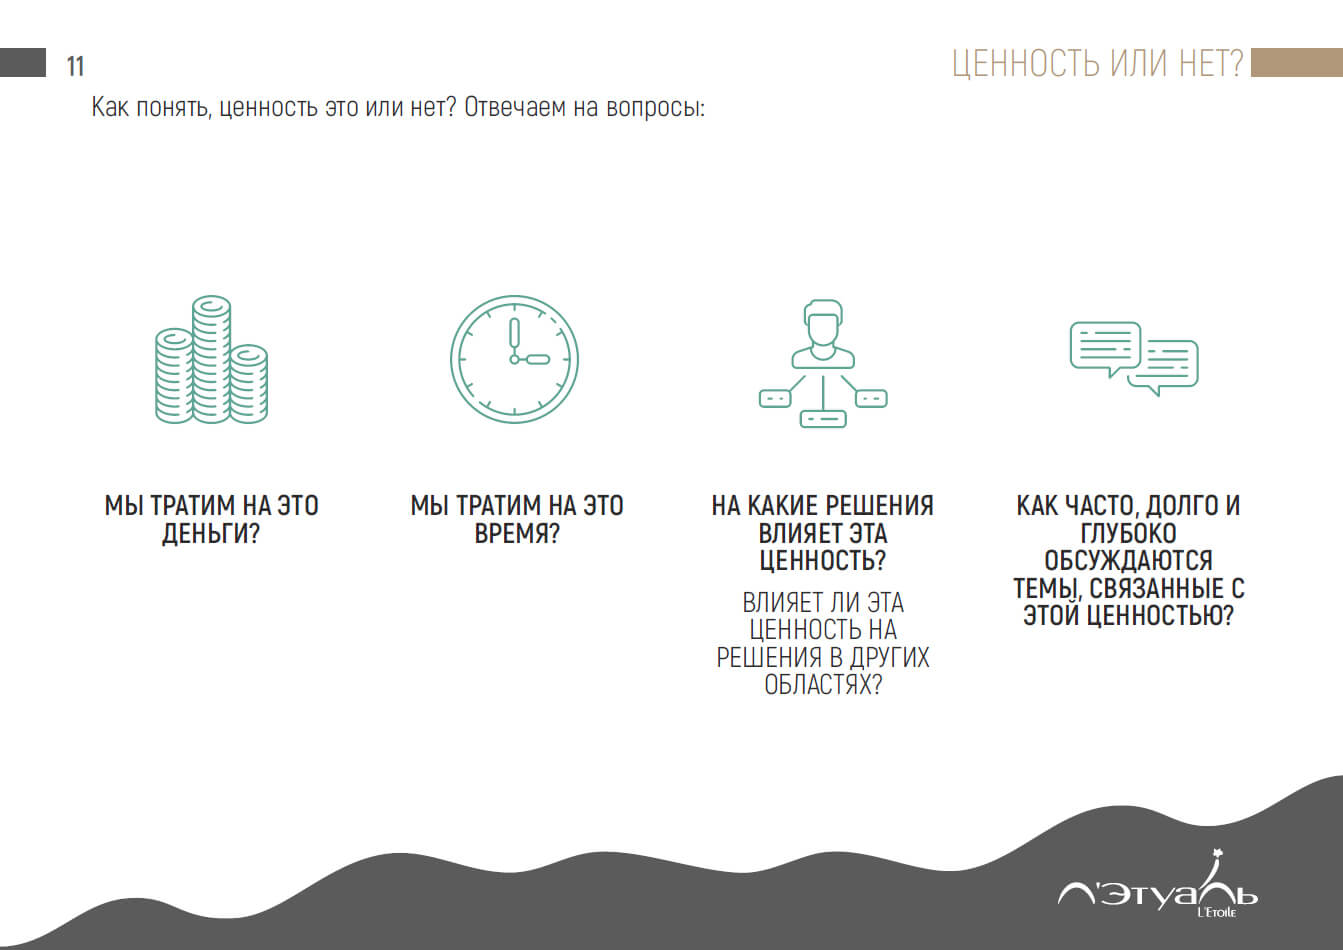 11
ЦЕННОСТЬ ИЛИ НЕТ?
Как понять, ценность это или нет? Отвечаем на вопросы:
МЫ ТРАТИМ НА ЭТО
ДЕНЬГИ?
МЫ ТРАТИМ НА ЭТО
ВРЕМЯ?
НА КАКИЕ РЕШЕНИЯ
ВЛИЯЕТ ЭТА
ЦЕННОСТЬ?
ВЛИЯЕТ ЛИ ЭТА
ЦЕННОСТЬ НА
РЕШЕНИЯ В ДРУГИХ
ОБЛАСТЯХ?
КАК ЧАСТО, ДОЛГО И
ГЛУБОКО
ОБСУЖДАЮТСЯ
ТЕМЫ, СВЯЗАННЫЕ С
ЭТОЙ ЦЕННОСТЬЮ?
Л'Этуаль
L'Etoile